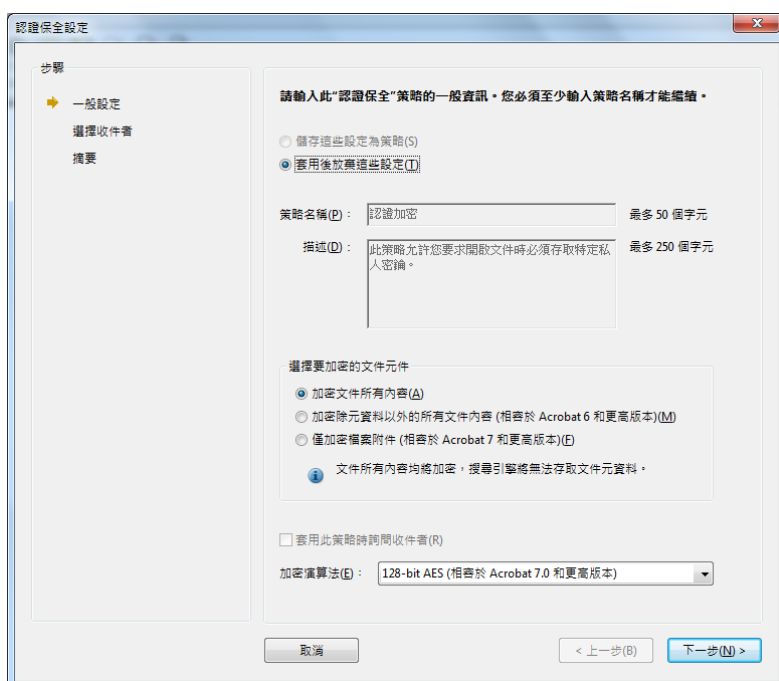 認證保全設定
步驟
一般設定
選擇收件者
摘要
請輸入此“認證保全”策略的一般資訊。您必須至少輸入策略名稱才能繼續。
儲存這些設定為策略(S)
套用後放棄這些設定(T)
策略名稱(P)： 認證加密 最多 50 個字元
描述(D)： 此策略允許您要求開啟文件時必須存取特定私 最多 250 個字元
人密鑰。
選擇要加密的文件元件
加密文件所有內容(A)
加密除元資料以外的所有文件內容 (相容於 Acrobat 6 和更高版本)(M)
僅加密檔案附件 (相容於 Acrobat 7 和更高版本)(F)
文件所有內容均將加密，搜尋引擎將無法存取文件元資料。
套用此策略時詢問收件者(R)
加密演算法(E)： 128-bit AES (相容於 Acrobat 7.0 和更高版本)
取消 < 上一步(B) 下一步(N) >